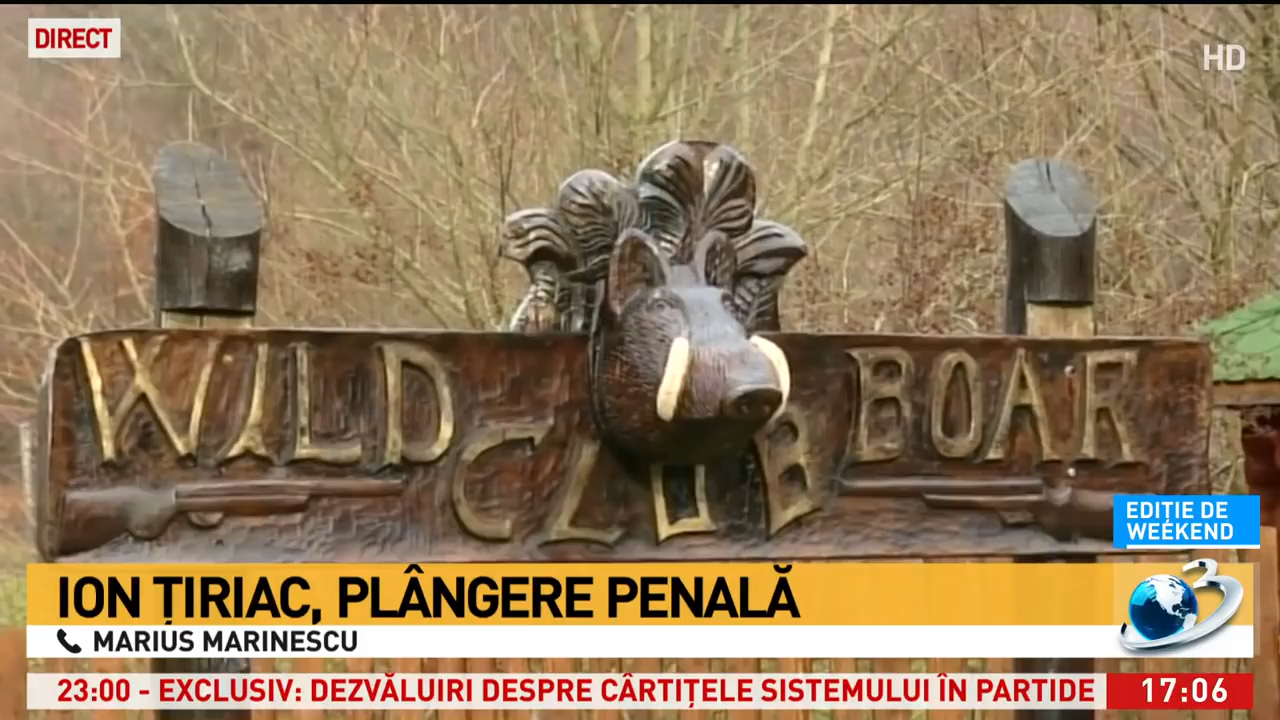 DIRECT
HD
WILD BOAR
CLUB
EDIȚIE DE
WEEKEND
ION ȚIRIAC, PLÂNGERE PENALĂ
3
MARIUS MARINESCU
23:00 - EXCLUSIV: DEZVĂLUIRI DESPRE CÂRTIȚELE SISTEMULUI ÎN PARTIDE
17:06